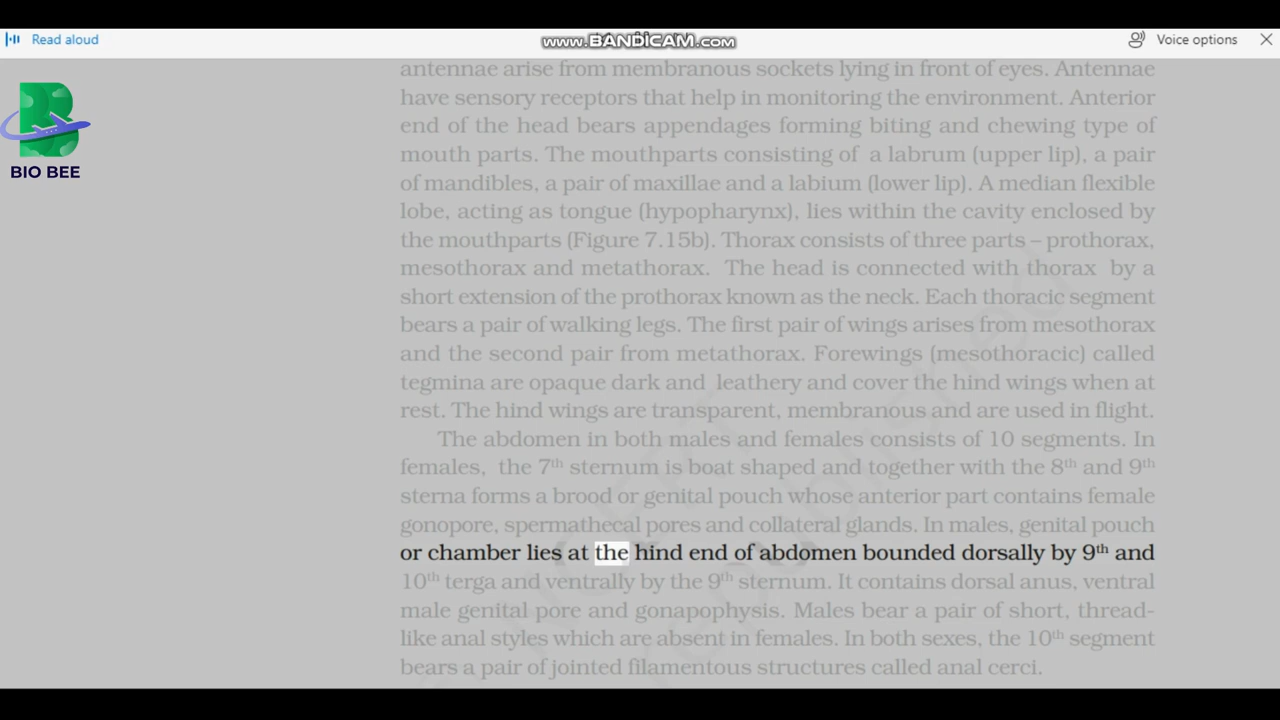 Read aloud
www.BANDICAM.com
Voice options
BIO BEE
antennae arise from membranous sockets lying in front of eyes. Antennae
have sensory receptors that help in monitoring the environment. Anterior
end of the head bears appendages forming biting and chewing type of
mouth parts. The mouthparts consisting of a labrum (upper lip), a pair
of mandibles, a pair of maxillae and a labium (lower lip). A median flexible
lobe, acting as tongue (hypopharynx), lies within the cavity enclosed by
the mouthparts (Figure 7.15b). Thorax consists of three parts – prothorax,
mesothorax and metathorax. The head is connected with thorax by a
short extension of the prothorax known as the neck. Each thoracic segment
bears a pair of walking legs. The first pair of wings arises from mesothorax
and the second pair from metathorax. Forewings (mesothoracic) called
tegmina are opaque dark and leathery and cover the hind wings when at
rest. The hind wings are transparent, membranous and are used in flight.
The abdomen in both males and females consists of 10 segments. In
females, the 7th sternum is boat shaped and together with the 8th and 9th
sterna forms a brood or genital pouch whose anterior part contains female
gonopore, spermathecal pores and collateral glands. In males, genital pouch
or chamber lies at the hind end of abdomen bounded dorsally by 9th and
10th terga and ventrally by the 9th sternum. It contains dorsal anus, ventral
male genital pore and gonapophysis. Males bear a pair of short, thread-
like anal styles which are absent in females. In both sexes, the 10th segment
bears a pair of jointed filamentous structures called anal cerci.